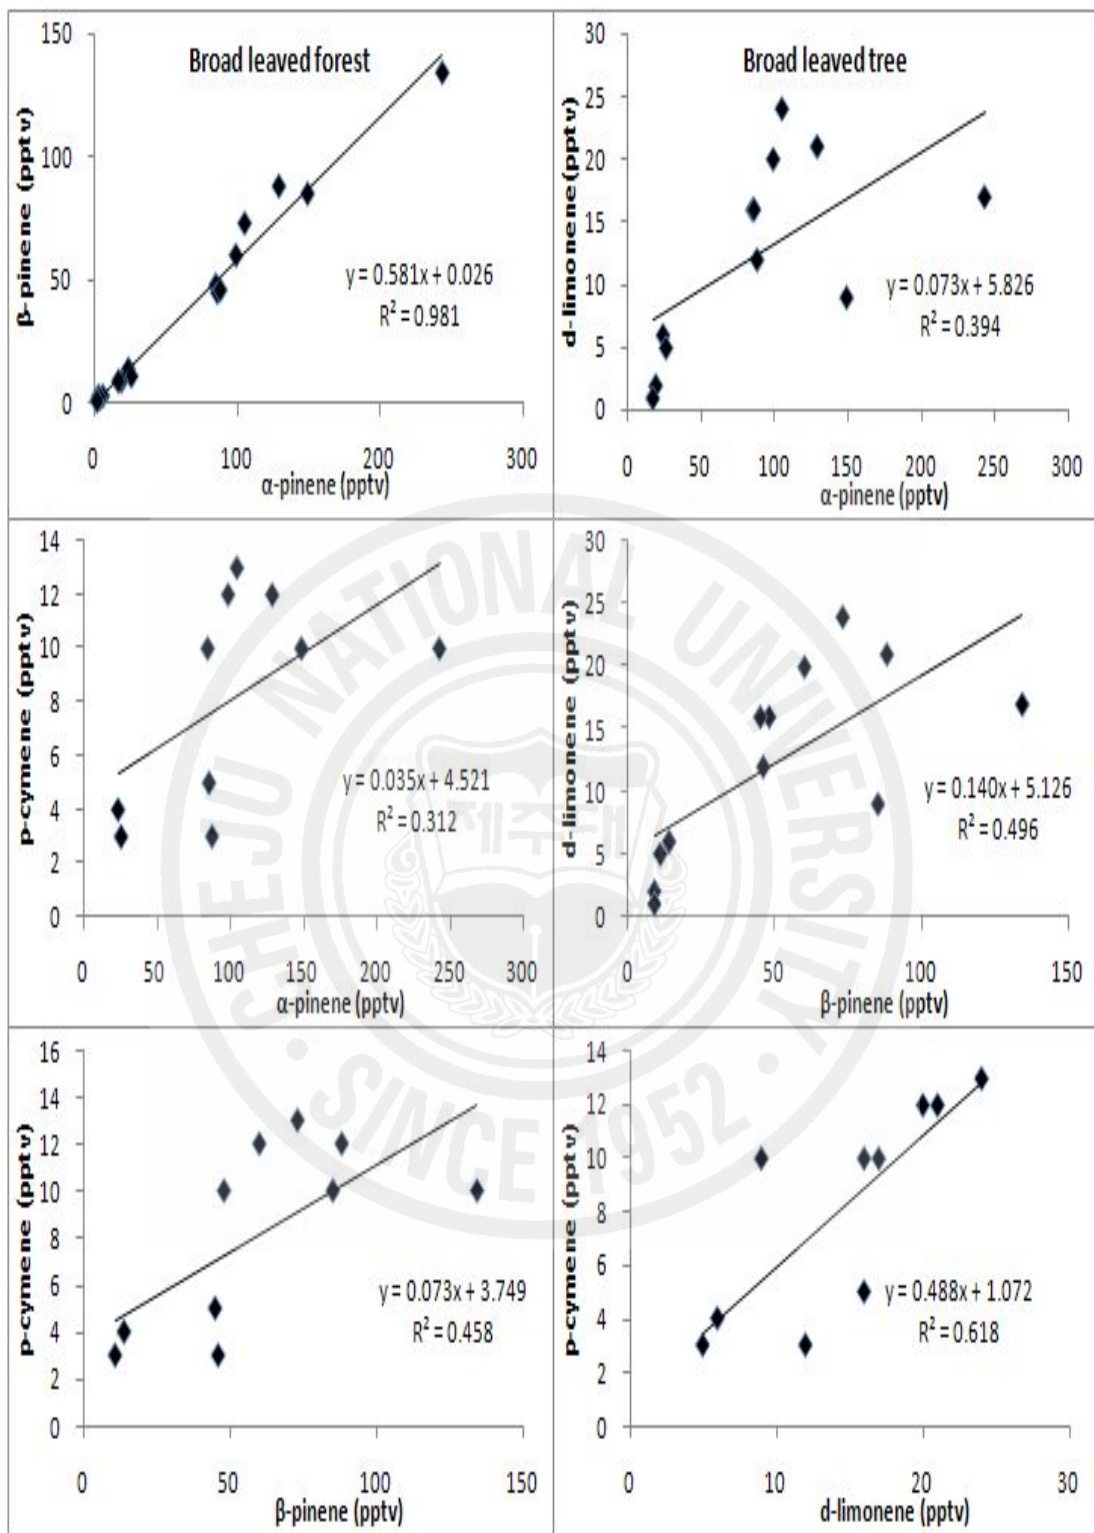 Broad leaved forest
β-pinene (pptv)
150
100
50
0
y = 0.581x + 0.026
R² = 0.981
0 100 200 300
α-pinene (pptv)
Broad leaved tree
d-limonene(pptv)
30
25
20
15
10
5
0
y = 0.073x + 5.826
R² = 0.394
0 50 100 150 200 250 300
α-pinene (pptv)
p-cymene (pptv)
14
12
10
8
6
4
2
0
y = 0.035x + 4.521
R² = 0.312
0 50 100 150 200 250 300
α-pinene (pptv)
d-limonene (pptv)
30
25
20
15
10
5
0
y = 0.140x + 5.126
R² = 0.496
0 50 100 150
β-pinene (pptv)
p-cymene (pptv)
16
14
12
10
8
6
4
2
0
y = 0.073x + 3.749
R² = 0.458
0 50 100 150
β-pinene (pptv)
p-cymene (pptv)
14
12
10
8
6
4
2
0
y = 0.488x + 1.072
R² = 0.618
0 10 20 30
d-limonene (pptv)
CHEJU NATIONAL UNIVERSITY
제주대
SINCE 1952